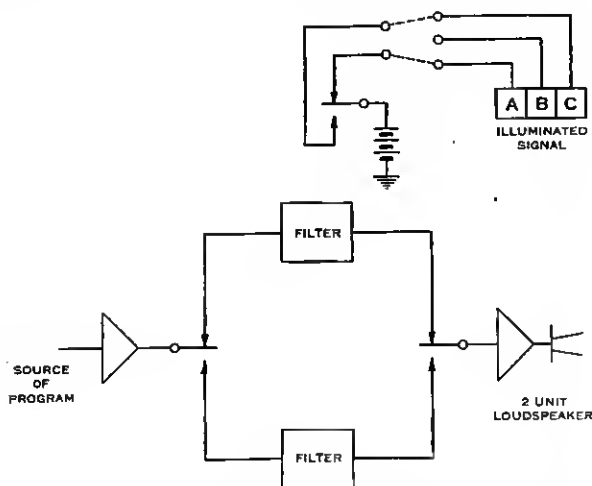 A B C
ILLUMINATED
SIGNAL
FILTER
SOURCE
OF
PROGRAM
2 UNIT
LOUDSPEAKER
FILTER